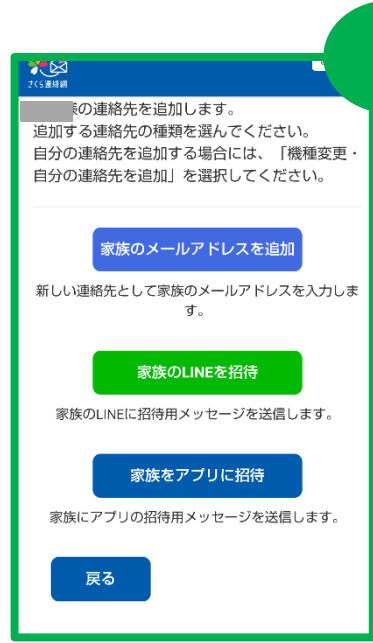 さくら連絡網
様の連絡先を追加します。
追加する連絡先の種類を選んでください。
自分の連絡先を追加する場合には、「機種変更・
自分の連絡先を追加」を選択してください。
家族のメールアドレスを追加
新しい連絡先として家族のメールアドレスを入力しま
す。
家族のLINEを招待
家族のLINEに招待用メッセージを送信します。
家族をアプリに招待
家族にアプリの招待用メッセージを送信します。
戻る